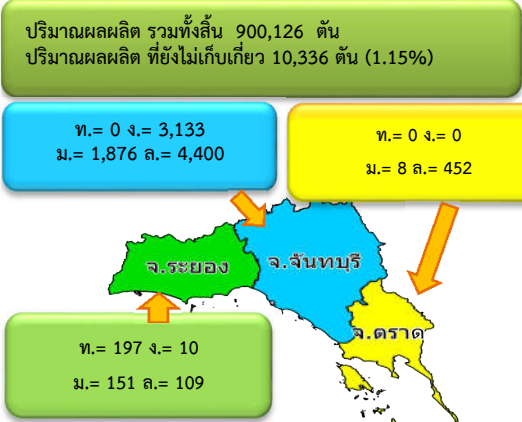 ปริมาณผลผลิต รวมทั้งสิ้น 900,126 ตัน
ปริมาณผลผลิต ที่ยังไม่เก็บเกี่ยว 10,336 ตัน (1.15%)
ท.= 0 ง.= 3,133
ม.= 1,876 ล.= 4,400
ท.= 0 ง.= 0
ม.= 8 ล.= 452
จ.ระยอง
จ.จันทบุรี
จ.ตราด
ท.= 197 ง.= 10
ม.= 151 ล.= 109